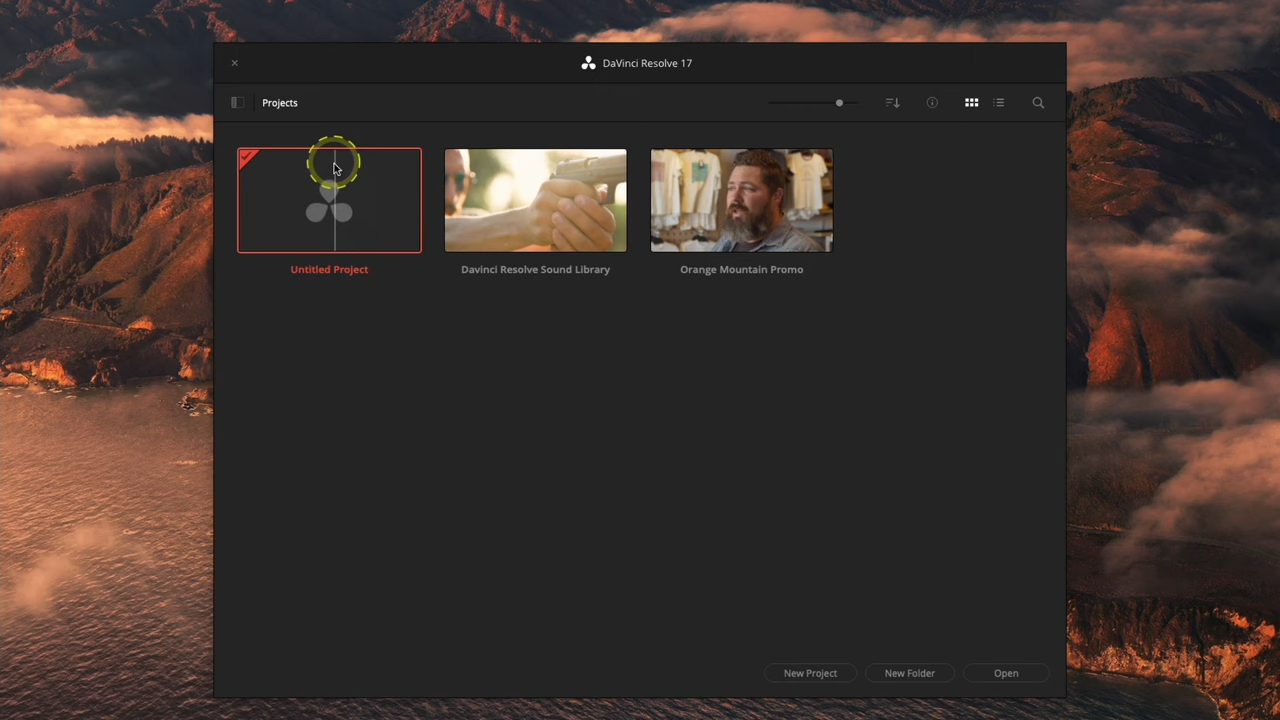 DaVinci Resolve 17
Projects
Untitled Project
Davinci Resolve Sound Library
Orange Mountain Promo
New Project
New Folder
Open